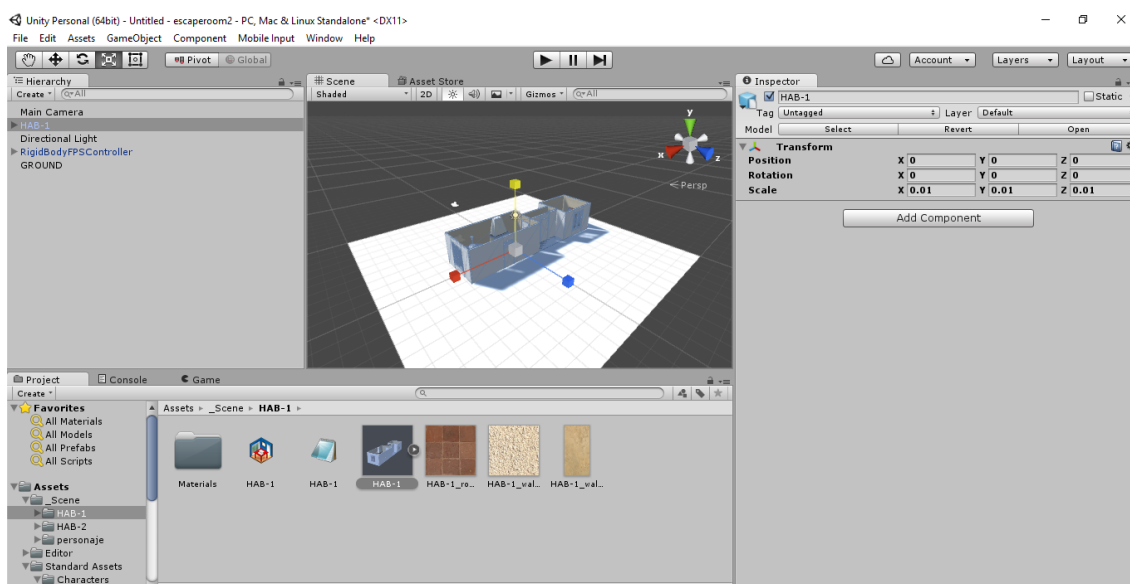 Unity Personal (64bit) - Untitled - escaperoom2 - PC, Mac & Linux Standalone* <DX11>
File Edit Assets GameObject Component Mobile Input Window Help
Pivot Global Account Layers Layout
Hierarchy
Create All
Main Camera
HAB-1
Directional Light
RigidBodyFPSController
GROUND
Scene Asset Store
Shaded 2D Gizmos All
y
x
z
Persp
Inspector
HAB-1 Static
Tag Untagged Layer Default
Model Select Revert Open
Transform
Position X 0 Y 0 Z 0
Rotation X 0 Y 0 Z 0
Scale X 0.01 Y 0.01 Z 0.01
Add Component
Project Console Game
Create
Favorites
All Materials
All Models
All Prefabs
All Scripts
Assets
_Scene
HAB-1
HAB-2
personaje
Editor
Standard Assets
Characters
Assets _Scene HAB-1
Materials HAB-1 HAB-1 HAB-1 HAB-1_ro... HAB-1_wal... HAB-1_wal...